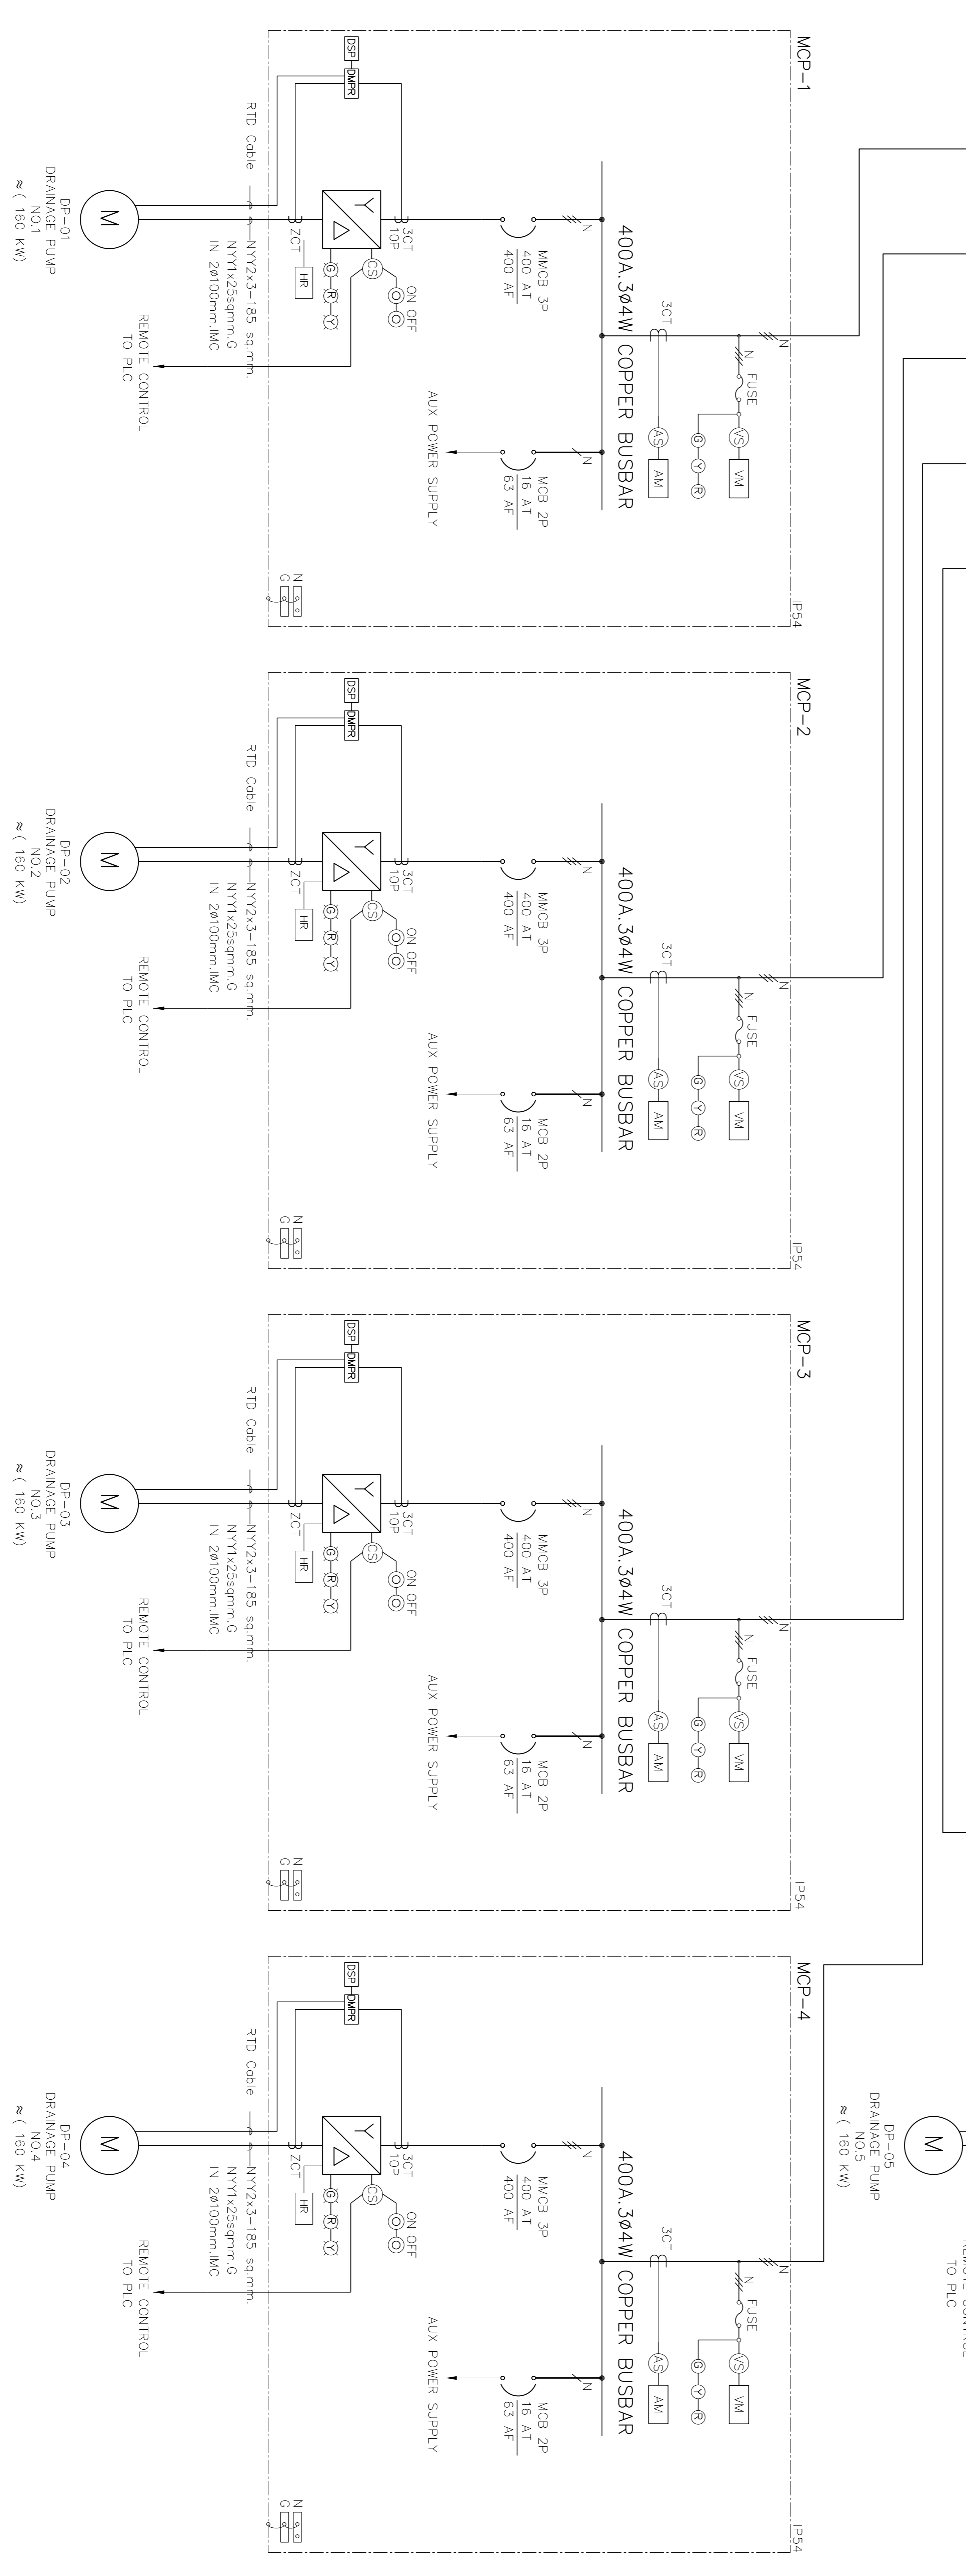 MCP-1
IP54
N
N
FUSE
VS
VM
G
Y
R
3CT
AS
AM
400A.3Ø4W COPPER BUSBAR
N
N
MMCB 3P
400 AT
400 AF
MCB 2P
16 AT
63 AF
AUX POWER SUPPLY
DSP
DMPR
3CT
10P
ON OFF
CS
Y
△
G
R
Y
HR
ZCT
N
G
RTD Cable
NYY2x3-185 sq.mm.
NYY1x25sqmm.G
IN 2Ø100mm.IMC
REMOTE CONTROL
TO PLC
M
DP-01
DRAINAGE PUMP
NO.1
≈( 160 KW)
MCP-2
IP54
N
N
FUSE
VS
VM
G
Y
R
3CT
AS
AM
400A.3Ø4W COPPER BUSBAR
N
N
MMCB 3P
400 AT
400 AF
MCB 2P
16 AT
63 AF
AUX POWER SUPPLY
DSP
DMPR
3CT
10P
ON OFF
CS
Y
△
G
R
Y
HR
ZCT
N
G
RTD Cable
NYY2x3-185 sq.mm.
NYY1x25sqmm.G
IN 2Ø100mm.IMC
REMOTE CONTROL
TO PLC
M
DP-02
DRAINAGE PUMP
NO.2
≈( 160 KW)
MCP-3
IP54
N
N
FUSE
VS
VM
G
Y
R
3CT
AS
AM
400A.3Ø4W COPPER BUSBAR
N
N
MMCB 3P
400 AT
400 AF
MCB 2P
16 AT
63 AF
AUX POWER SUPPLY
DSP
DMPR
3CT
10P
ON OFF
CS
Y
△
G
R
Y
HR
ZCT
N
G
RTD Cable
NYY2x3-185 sq.mm.
NYY1x25sqmm.G
IN 2Ø100mm.IMC
REMOTE CONTROL
TO PLC
M
DP-03
DRAINAGE PUMP
NO.3
≈( 160 KW)
MCP-4
IP54
N
N
FUSE
VS
VM
G
Y
R
3CT
AS
AM
400A.3Ø4W COPPER BUSBAR
N
N
MMCB 3P
400 AT
400 AF
MCB 2P
16 AT
63 AF
AUX POWER SUPPLY
DSP
DMPR
3CT
10P
ON OFF
CS
Y
△
G
R
Y
HR
ZCT
N
G
RTD Cable
NYY2x3-185 sq.mm.
NYY1x25sqmm.G
IN 2Ø100mm.IMC
REMOTE CONTROL
TO PLC
M
DP-04
DRAINAGE PUMP
NO.4
≈( 160 KW)
M
DP-05
DRAINAGE PUMP
NO.5
≈( 160 KW)
REMOTE CONTROL
TO PLC